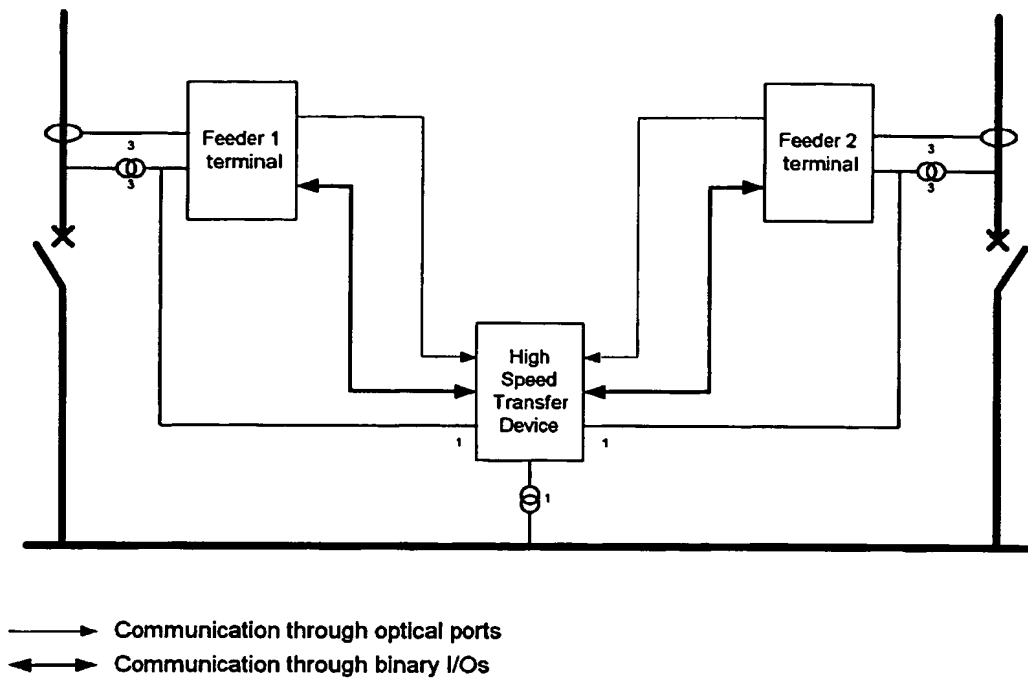 Feeder 1
terminal
3
3
Feeder 2
terminal
3
3
High
Speed
Transfer
Device
1
1
1
Communication through optical ports
Communication through binary I/Os